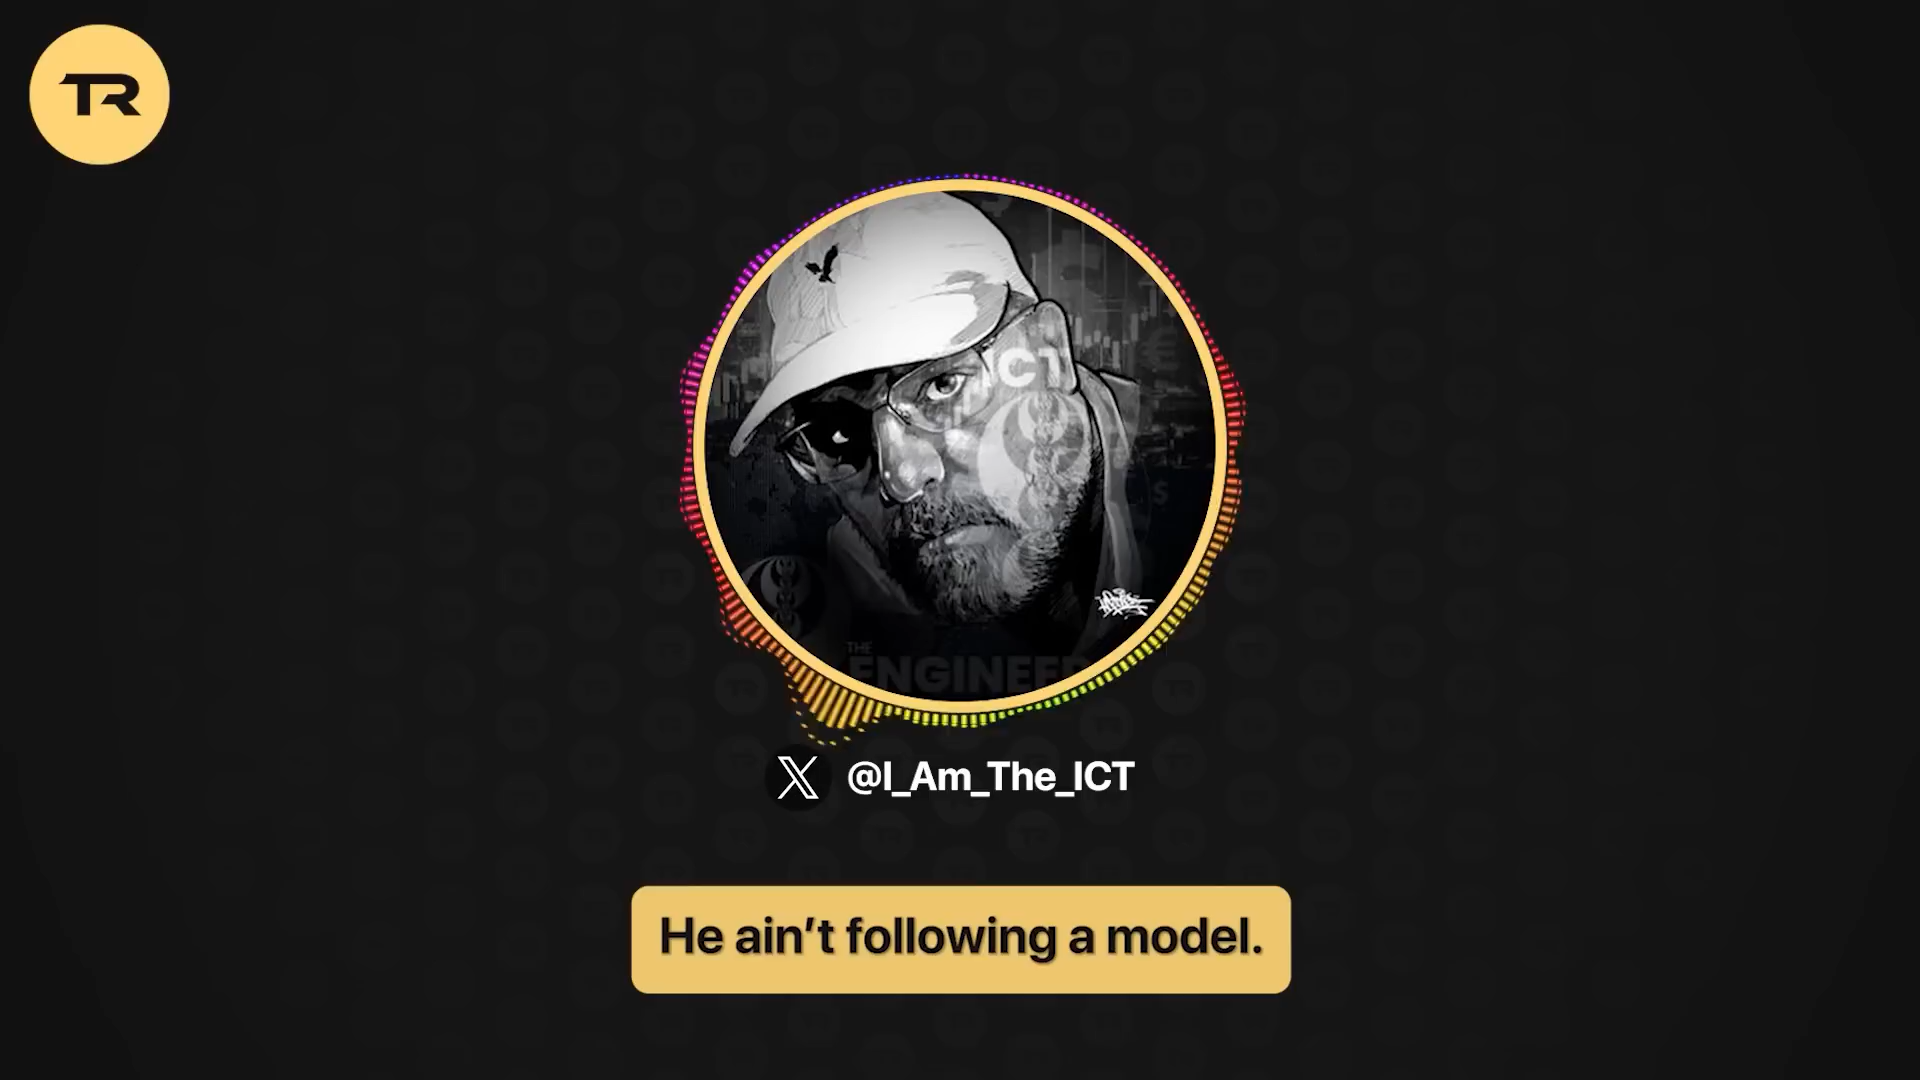 TR
ICT
THE
ENGINEER
@I_Am_The_ICT
He ain't following a model.